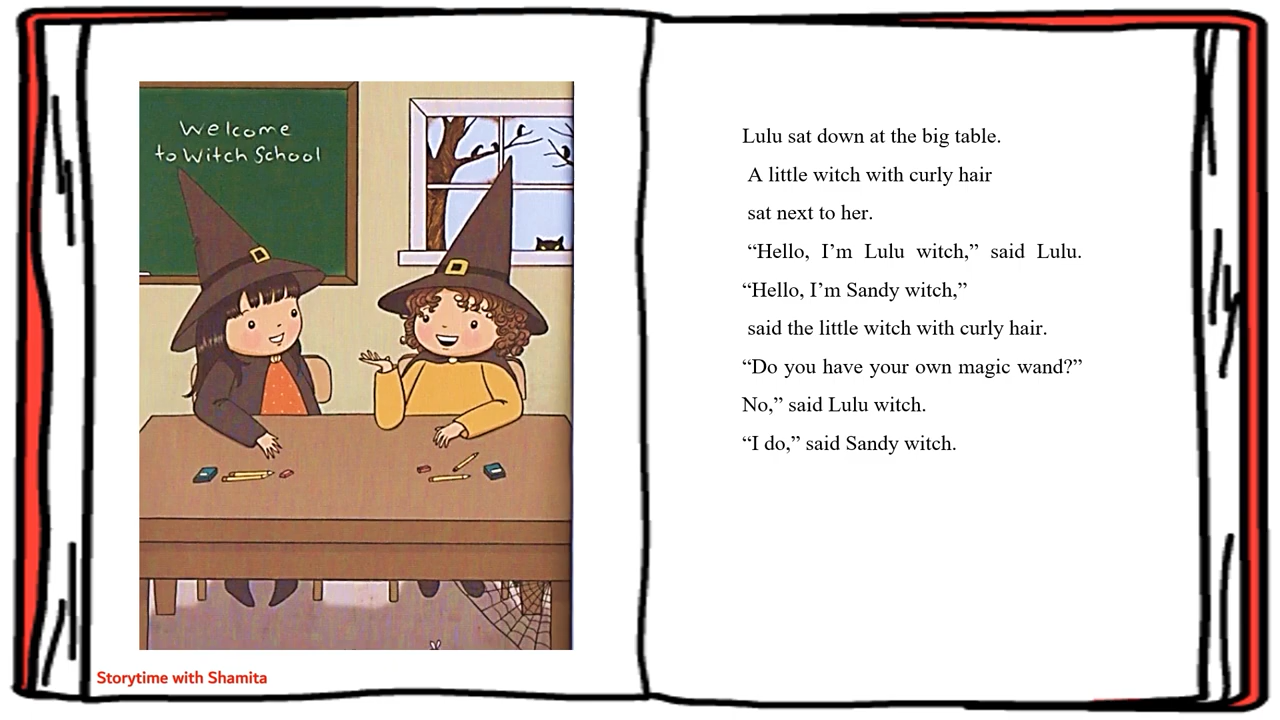 Welcome
to Witch School
Lulu sat down at the big table.
A little witch with curly hair
sat next to her.
“Hello, I’m Lulu witch,” said Lulu.
“Hello, I’m Sandy witch,”
said the little witch with curly hair.
“Do you have your own magic wand?”
No,” said Lulu witch.
“I do,” said Sandy witch.
Storytime with Shamita